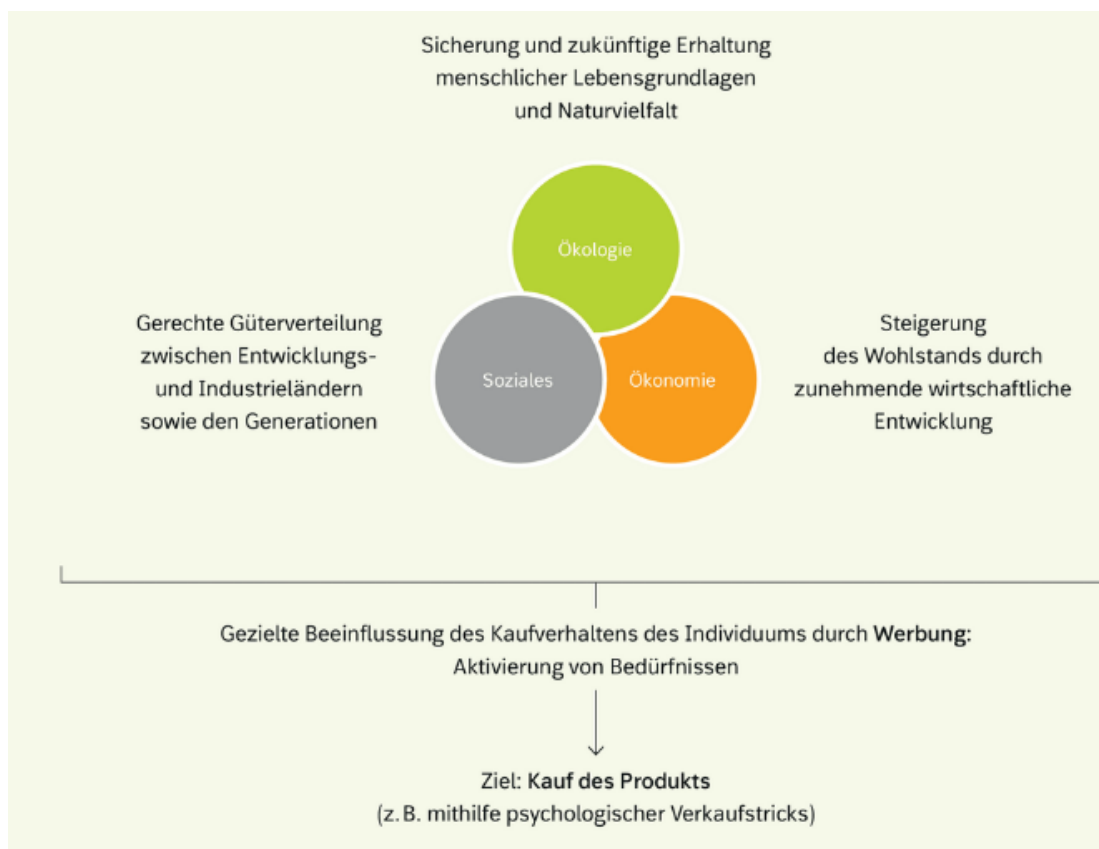 Sicherung und zukünftige Erhaltung
menschlicher Lebensgrundlagen
und Naturvielfalt
Ökologie
Gerechte Güterverteilung
zwischen Entwicklungs-
und Industrieländern
sowie den Generationen
Soziales
Ökonomie
Steigerung
des Wohlstands durch
zunehmende wirtschaftliche
Entwicklung
Gezielte Beeinflussung des Kaufverhaltens des Individuums durch Werbung:
Aktivierung von Bedürfnissen
Ziel: Kauf des Produkts
(z. B. mithilfe psychologischer Verkaufstricks)